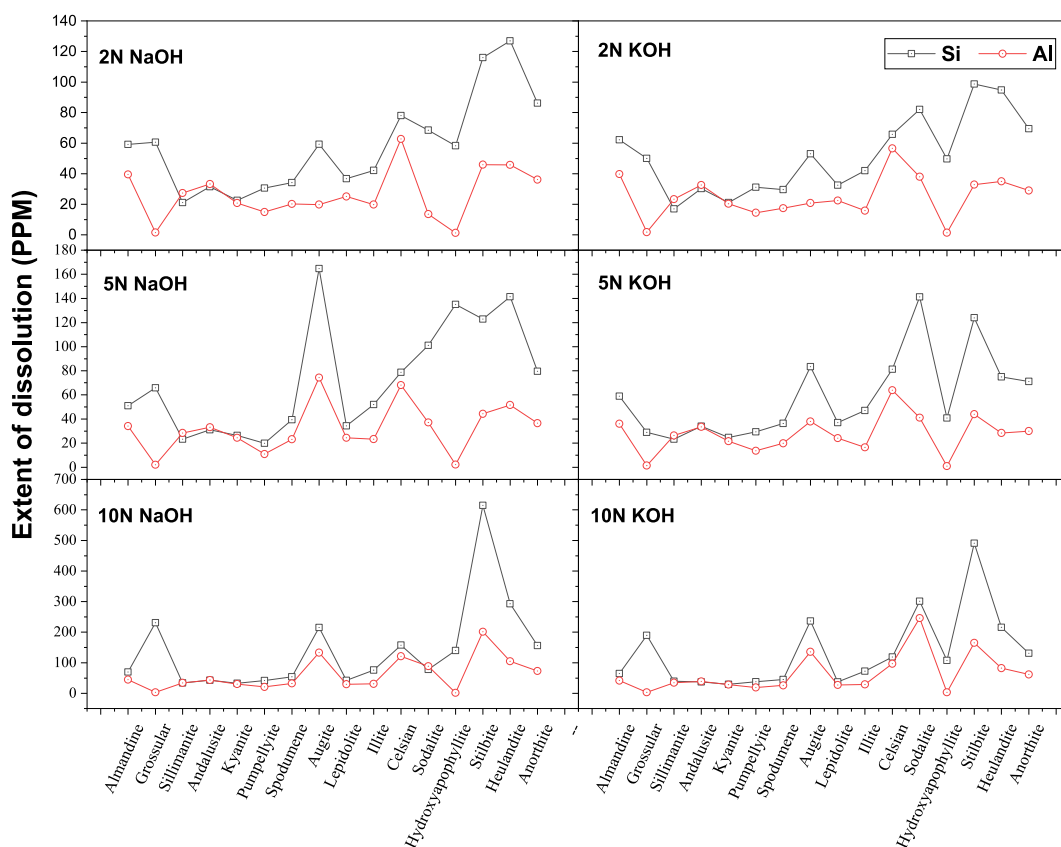 Extent of dissolution (PPM)
2N NaOH
140
120
100
80
60
40
20
0
2N KOH
Si Al
5N NaOH
180
160
140
120
100
80
60
40
20
0
5N KOH
10N NaOH
700
600
500
400
300
200
100
0
10N KOH
Almandine
Grossular
Sillimanite
Andalusite
Kyanite
Pumpellyite
Spodumene
Augite
Lepidolite
Illite
Celsian
Sodalite
Hydroxyapophyllite
Stilbite
Heulandite
Anorthite
--
Almandine
Grossular
Sillimanite
Andalusite
Kyanite
Pumpellyite
Spodumene
Augite
Lepidolite
Illite
Celsian
Sodalite
Hydroxyapophyllite
Stilbite
Heulandite
Anorthite